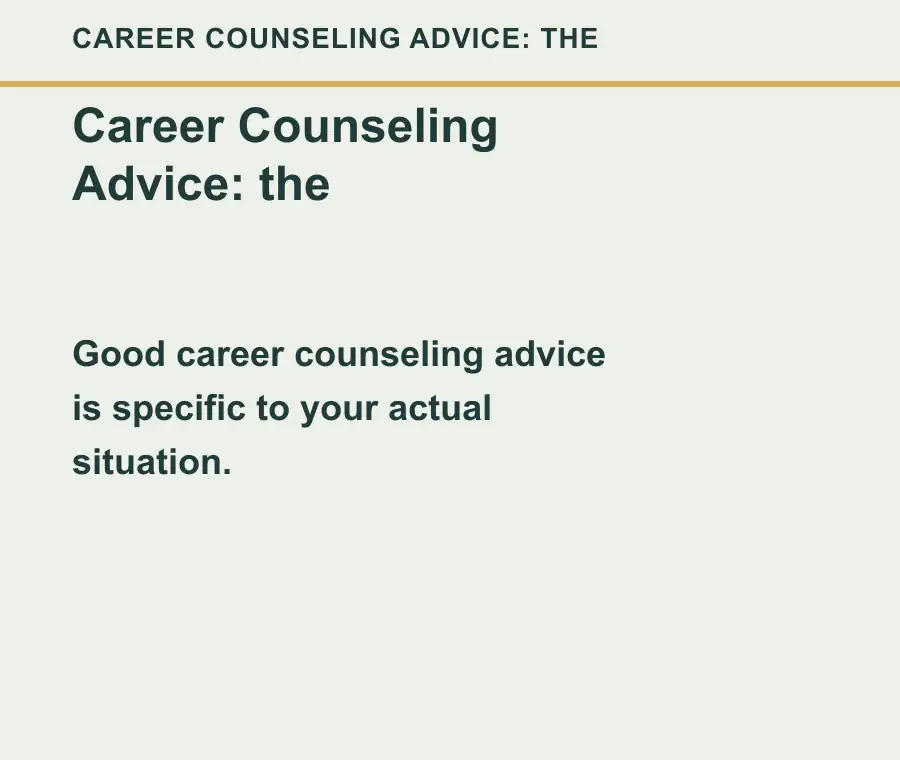 CAREER COUNSELING ADVICE: THE
Career Counseling
Advice: the
Good career counseling advice
is specific to your actual
situation.